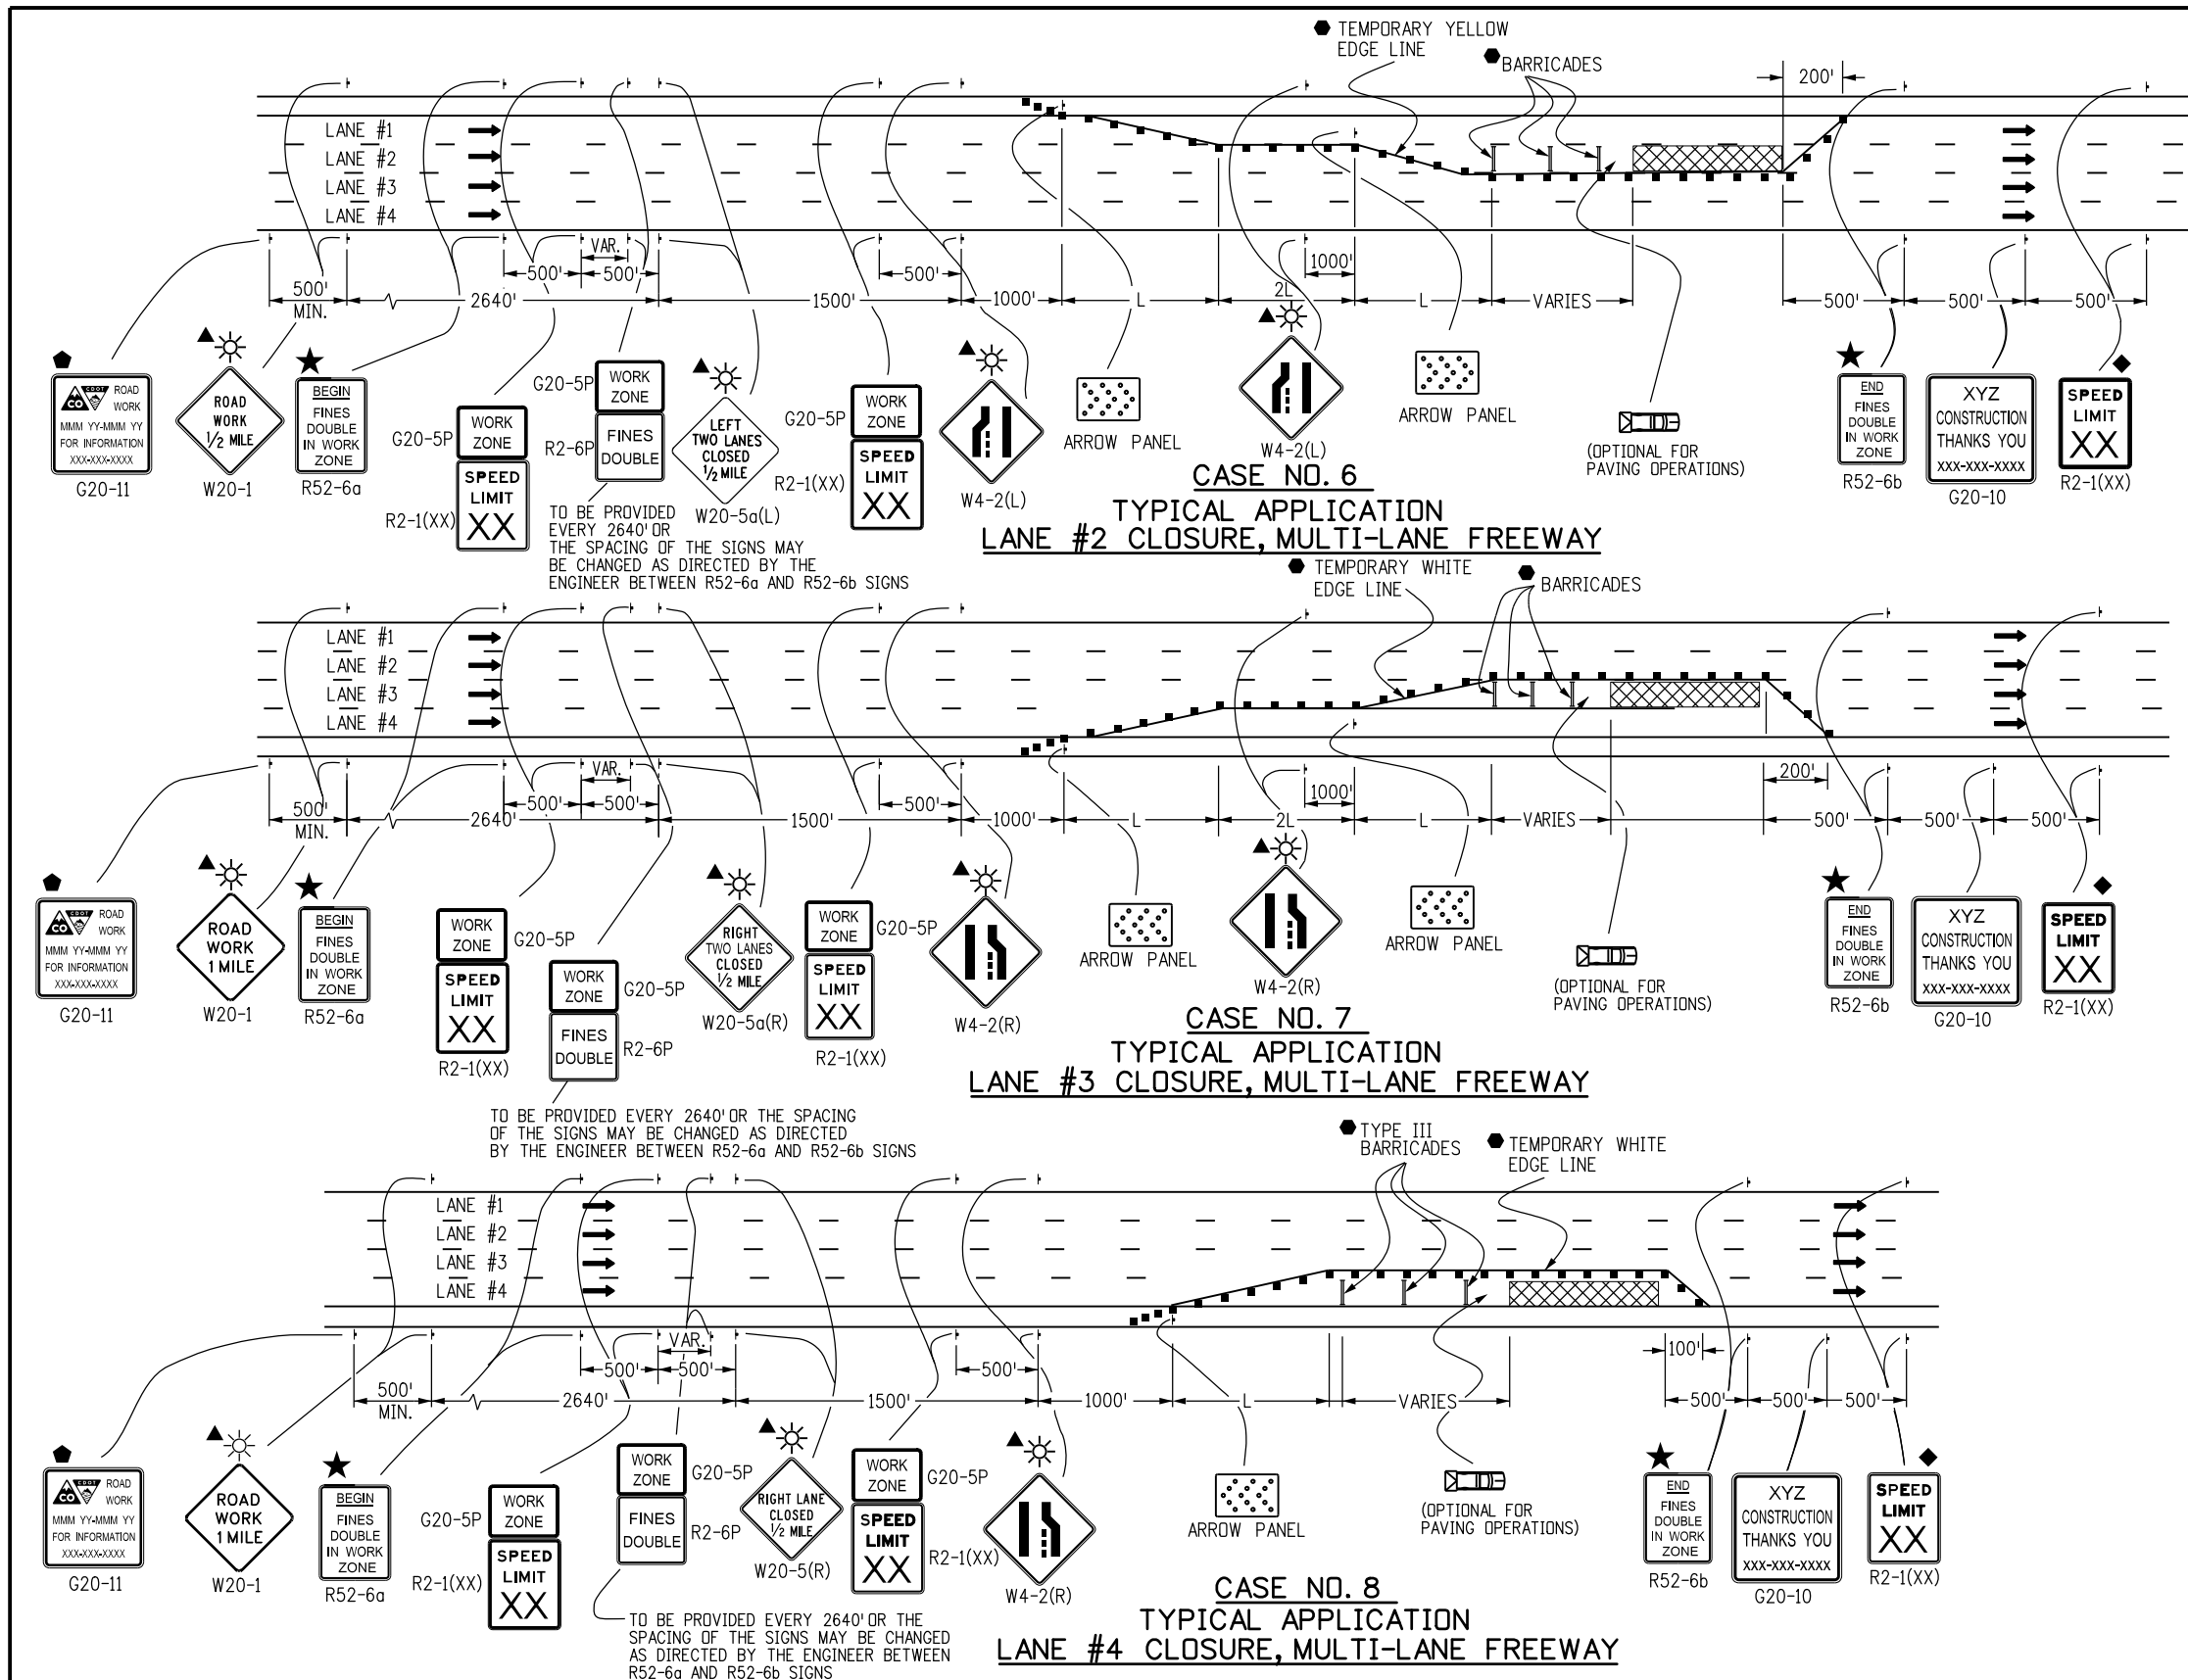 TEMPORARY YELLOW
EDGE LINE
BARRICADES
200'
LANE #1
LANE #2
LANE #3
LANE #4
VAR.
500'
500'
500'
1000'
500'
MIN.
2640'
1500'
1000'
L
2L
L
VARIES
500'
500'
500'
CO
CDOT
ROAD
WORK
MMM YY-MMM YY
FOR INFORMATION
XXX-XXX-XXXX
G20-11
ROAD
WORK
1/2 MILE
W20-1
BEGIN
FINES
DOUBLE
IN WORK
ZONE
R52-6a
G20-5P
WORK
ZONE
SPEED
LIMIT
XX
R2-1(XX)
G20-5P
WORK
ZONE
R2-6P
FINES
DOUBLE
TO BE PROVIDED
EVERY 2640' OR
THE SPACING OF THE SIGNS MAY
BE CHANGED AS DIRECTED BY THE
ENGINEER BETWEEN R52-6a AND R52-6b SIGNS
LEFT
TWO LANES
CLOSED
1/2 MILE
W20-5a(L)
G20-5P
WORK
ZONE
SPEED
LIMIT
XX
R2-1(XX)
W4-2(L)
ARROW PANEL
W4-2(L)
ARROW PANEL
(OPTIONAL FOR
PAVING OPERATIONS)
END
FINES
DOUBLE
IN WORK
ZONE
R52-6b
XYZ
CONSTRUCTION
THANKS YOU
xxx-xxx-xxxx
G20-10
SPEED
LIMIT
XX
R2-1(XX)
CASE NO. 6
TYPICAL APPLICATION
LANE #2 CLOSURE, MULTI-LANE FREEWAY
TEMPORARY WHITE
EDGE LINE
BARRICADES
LANE #1
LANE #2
LANE #3
LANE #4
VAR.
500'
500'
500'
1000'
200'
500'
MIN.
2640'
1500'
1000'
L
2L
L
VARIES
500'
500'
500'
CO
CDOT
ROAD
WORK
MMM YY-MMM YY
FOR INFORMATION
XXX-XXX-XXXX
G20-11
ROAD
WORK
1 MILE
W20-1
BEGIN
FINES
DOUBLE
IN WORK
ZONE
R52-6a
WORK
ZONE
G20-5P
SPEED
LIMIT
XX
R2-1(XX)
WORK
ZONE
G20-5P
FINES
DOUBLE
R2-6P
TO BE PROVIDED EVERY 2640' OR THE SPACING
OF THE SIGNS MAY BE CHANGED AS DIRECTED
BY THE ENGINEER BETWEEN R52-6a AND R52-6b SIGNS
RIGHT
TWO LANES
CLOSED
1/2 MILE
W20-5a(R)
WORK
ZONE
G20-5P
SPEED
LIMIT
XX
R2-1(XX)
W4-2(R)
ARROW PANEL
W4-2(R)
ARROW PANEL
(OPTIONAL FOR
PAVING OPERATIONS)
END
FINES
DOUBLE
IN WORK
ZONE
R52-6b
XYZ
CONSTRUCTION
THANKS YOU
xxx-xxx-xxxx
G20-10
SPEED
LIMIT
XX
R2-1(XX)
CASE NO. 7
TYPICAL APPLICATION
LANE #3 CLOSURE, MULTI-LANE FREEWAY
TYPE III
BARRICADES
TEMPORARY WHITE
EDGE LINE
LANE #1
LANE #2
LANE #3
LANE #4
VAR.
500'
500'
500'
100'
500'
MIN.
2640'
1500'
1000'
L
VARIES
500'
500'
500'
CO
CDOT
ROAD
WORK
MMM YY-MMM YY
FOR INFORMATION
XXX-XXX-XXXX
G20-11
ROAD
WORK
1 MILE
W20-1
BEGIN
FINES
DOUBLE
IN WORK
ZONE
R52-6a
G20-5P
WORK
ZONE
SPEED
LIMIT
XX
R2-1(XX)
WORK
ZONE
G20-5P
FINES
DOUBLE
R2-6P
TO BE PROVIDED EVERY 2640' OR THE
SPACING OF THE SIGNS MAY BE CHANGED
AS DIRECTED BY THE ENGINEER BETWEEN
R52-6a AND R52-6b SIGNS
RIGHT LANE
CLOSED
1/2 MILE
W20-5(R)
WORK
ZONE
G20-5P
SPEED
LIMIT
XX
R2-1(XX)
W4-2(R)
ARROW PANEL
(OPTIONAL FOR
PAVING OPERATIONS)
END
FINES
DOUBLE
IN WORK
ZONE
R52-6b
XYZ
CONSTRUCTION
THANKS YOU
xxx-xxx-xxxx
G20-10
SPEED
LIMIT
XX
R2-1(XX)
CASE NO. 8
TYPICAL APPLICATION
LANE #4 CLOSURE, MULTI-LANE FREEWAY